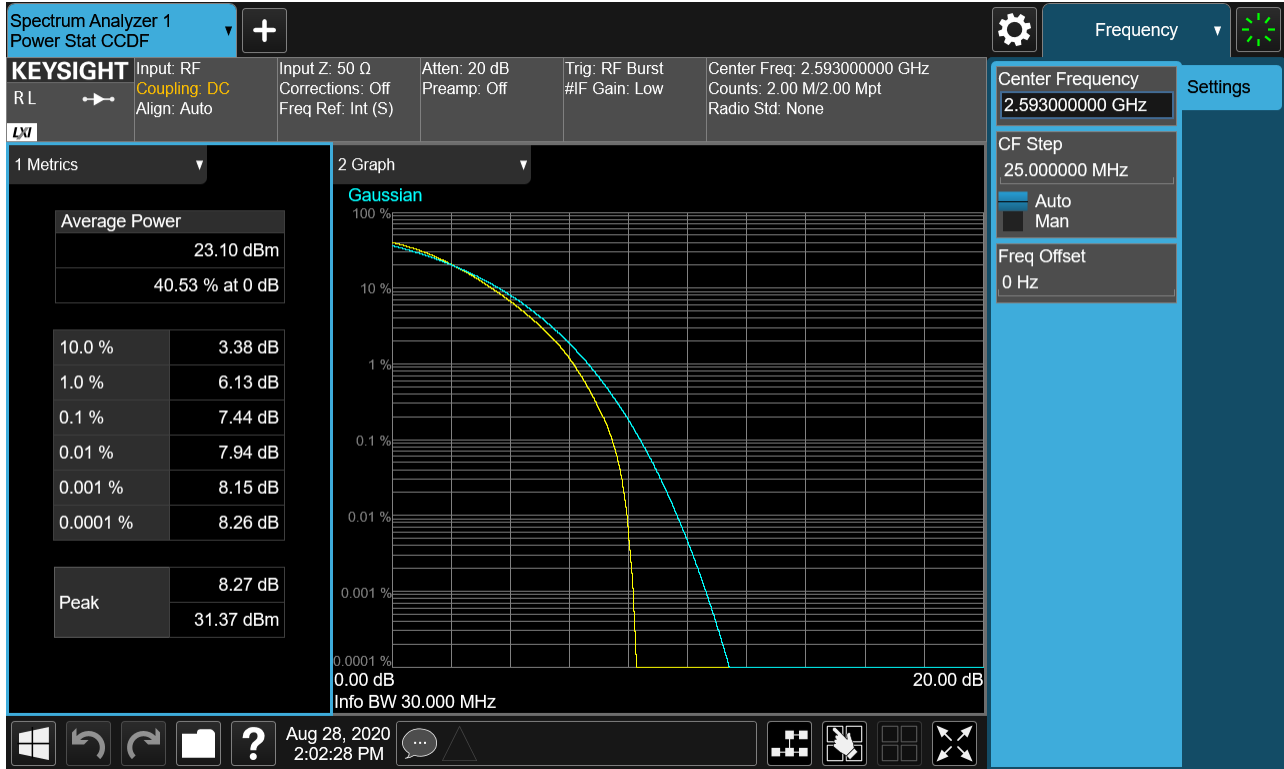 Spectrum Analyzer 1
Power Stat CCDF
Frequency
KEYSIGHT
RL
LXI
Input: RF
Coupling: DC
Align: Auto
Input Z: 50 Ω
Corrections: Off
Freq Ref: Int (S)
Atten: 20 dB
Preamp: Off
Trig: RF Burst
#IF Gain: Low
Center Freq: 2.593000000 GHz
Counts: 2.00 M/2.00 Mpt
Radio Std: None
Center Frequency
2.593000000 GHz
Settings
CF Step
25.000000 MHz
Auto
Man
Freq Offset
0 Hz
1 Metrics
Average Power
23.10 dBm
40.53 % at 0 dB
10.0 % 3.38 dB
1.0 % 6.13 dB
0.1 % 7.44 dB
0.01 % 7.94 dB
0.001 % 8.15 dB
0.0001 % 8.26 dB
Peak
8.27 dB
31.37 dBm
2 Graph
Gaussian
100 %
10 %
1 %
0.1 %
0.01 %
0.001 %
0.0001 %
0.00 dB
20.00 dB
Info BW 30.000 MHz
?
Aug 28, 2020
2:02:28 PM